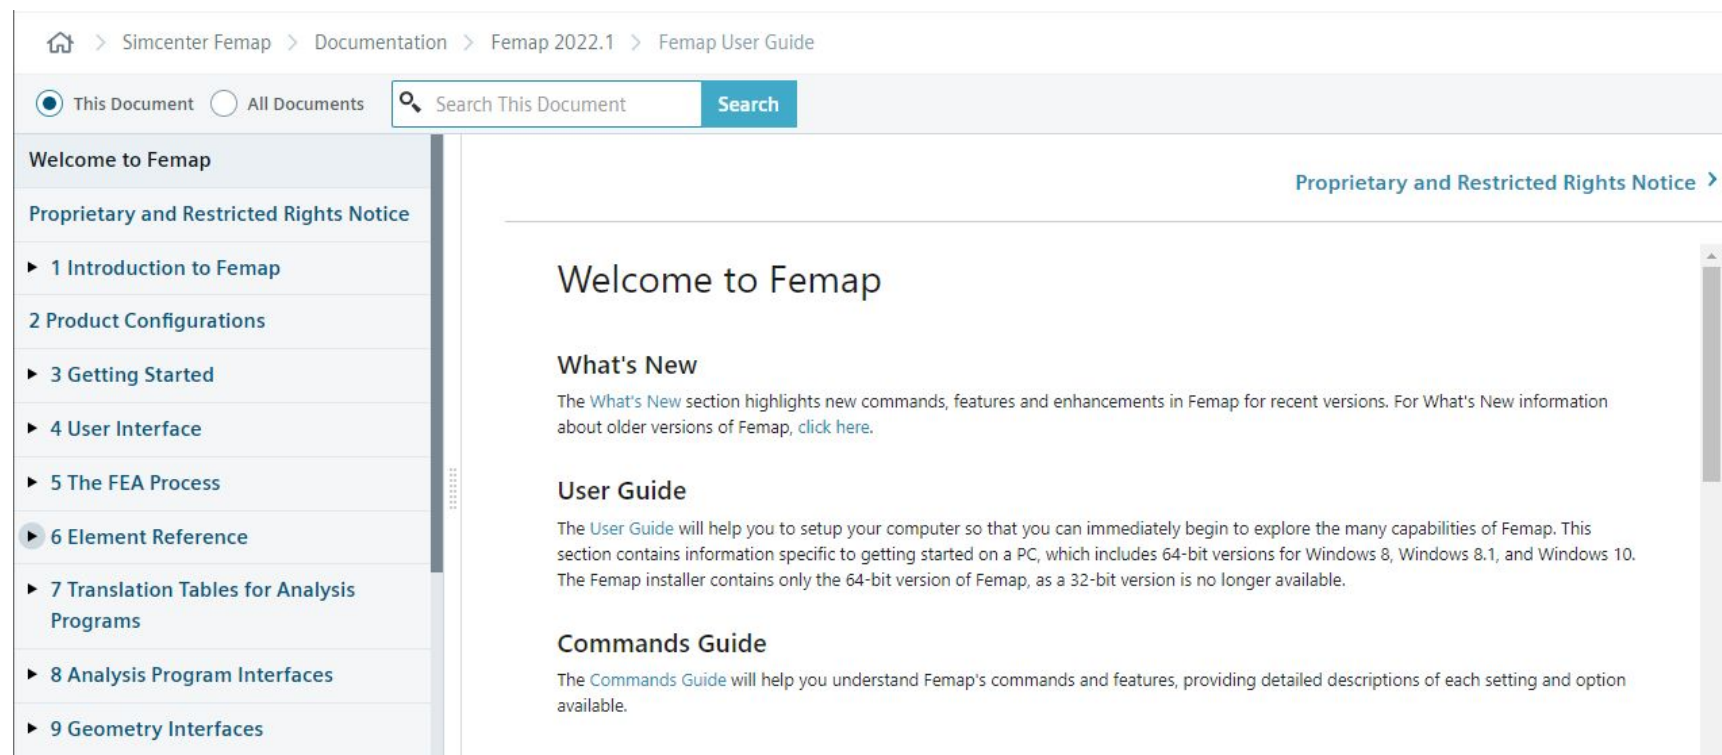 Simcenter Femap > Documentation > Femap 2022.1 > Femap User Guide
This Document All Documents Search This Document Search
Welcome to Femap
Proprietary and Restricted Rights Notice
1 Introduction to Femap
2 Product Configurations
3 Getting Started
4 User Interface
5 The FEA Process
6 Element Reference
7 Translation Tables for Analysis
Programs
8 Analysis Program Interfaces
9 Geometry Interfaces
Proprietary and Restricted Rights Notice >
Welcome to Femap
What's New
The What's New section highlights new commands, features and enhancements in Femap for recent versions. For What's New information
about older versions of Femap, click here.
User Guide
The User Guide will help you to setup your computer so that you can immediately begin to explore the many capabilities of Femap. This
section contains information specific to getting started on a PC, which includes 64-bit versions for Windows 8, Windows 8.1, and Windows 10.
The Femap installer contains only the 64-bit version of Femap, as a 32-bit version is no longer available.
Commands Guide
The Commands Guide will help you understand Femap's commands and features, providing detailed descriptions of each setting and option
available.